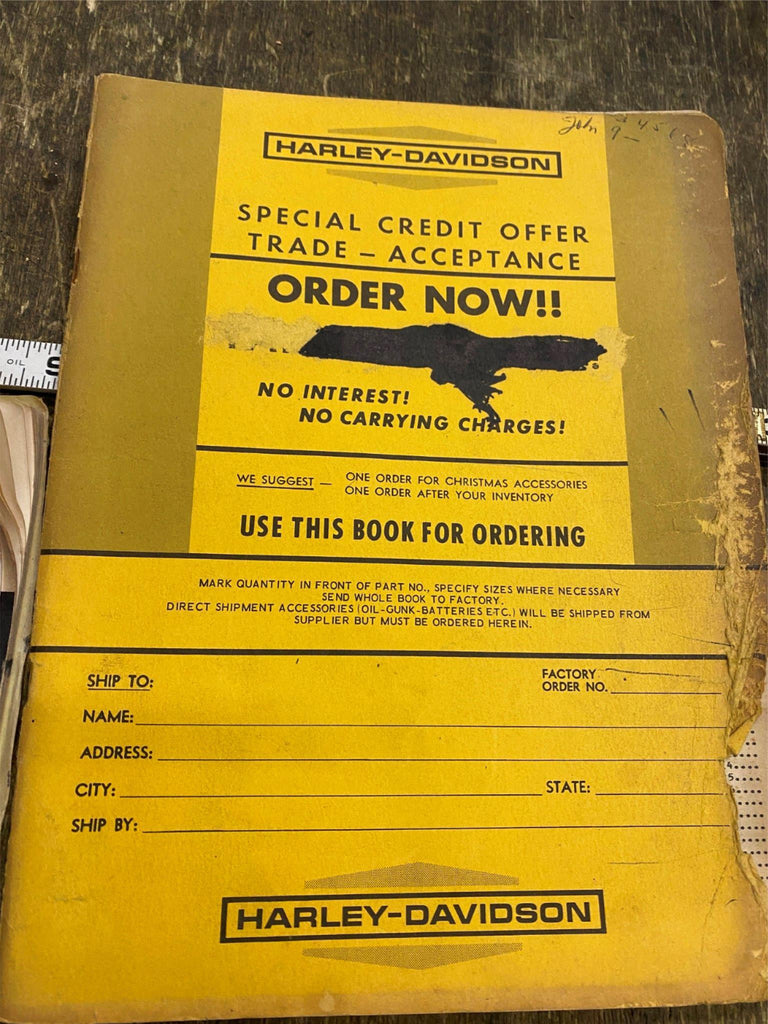 John
HARLEY-DAVIDSON
SPECIAL CREDIT OFFER
TRADE – ACCEPTANCE
ORDER NOW!!
NO INTEREST!
NO CARRYING CHARGES!
WE SUGGEST — ONE ORDER FOR CHRISTMAS ACCESSORIES
ONE ORDER AFTER YOUR INVENTORY
USE THIS BOOK FOR ORDERING
MARK QUANTITY IN FRONT OF PART NO., SPECIFY SIZES WHERE NECESSARY
SEND WHOLE BOOK TO FACTORY.
DIRECT SHIPMENT ACCESSORIES (OIL-GUNK-BATTERIES ETC.) WILL BE SHIPPED FROM
SUPPLIER BUT MUST BE ORDERED HEREIN.
SHIP TO:
FACTORY
ORDER NO.
NAME:
ADDRESS:
CITY: STATE:
SHIP BY:
HARLEY-DAVIDSON
OIL
4.
5.